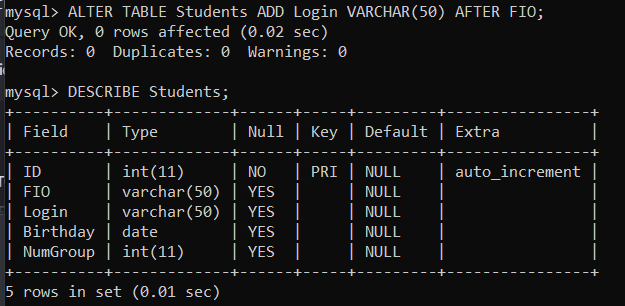 mysql> ALTER TABLE Students ADD Login VARCHAR(50) AFTER FIO;
Query OK, 0 rows affected (0.02 sec)
Records: 0  Duplicates: 0  Warnings: 0

mysql> DESCRIBE Students;
+----------+-------------+------+-----+---------+----------------+
| Field    | Type        | Null | Key | Default | Extra          |
+----------+-------------+------+-----+---------+----------------+
| ID       | int(11)     | NO   | PRI | NULL    | auto_increment |
| FIO      | varchar(50) | YES  |     | NULL    |                |
| Login    | varchar(50) | YES  |     | NULL    |                |
| Birthday | date        | YES  |     | NULL    |                |
| NumGroup | int(11)     | YES  |     | NULL    |                |
+----------+-------------+------+-----+---------+----------------+
5 rows in set (0.01 sec)